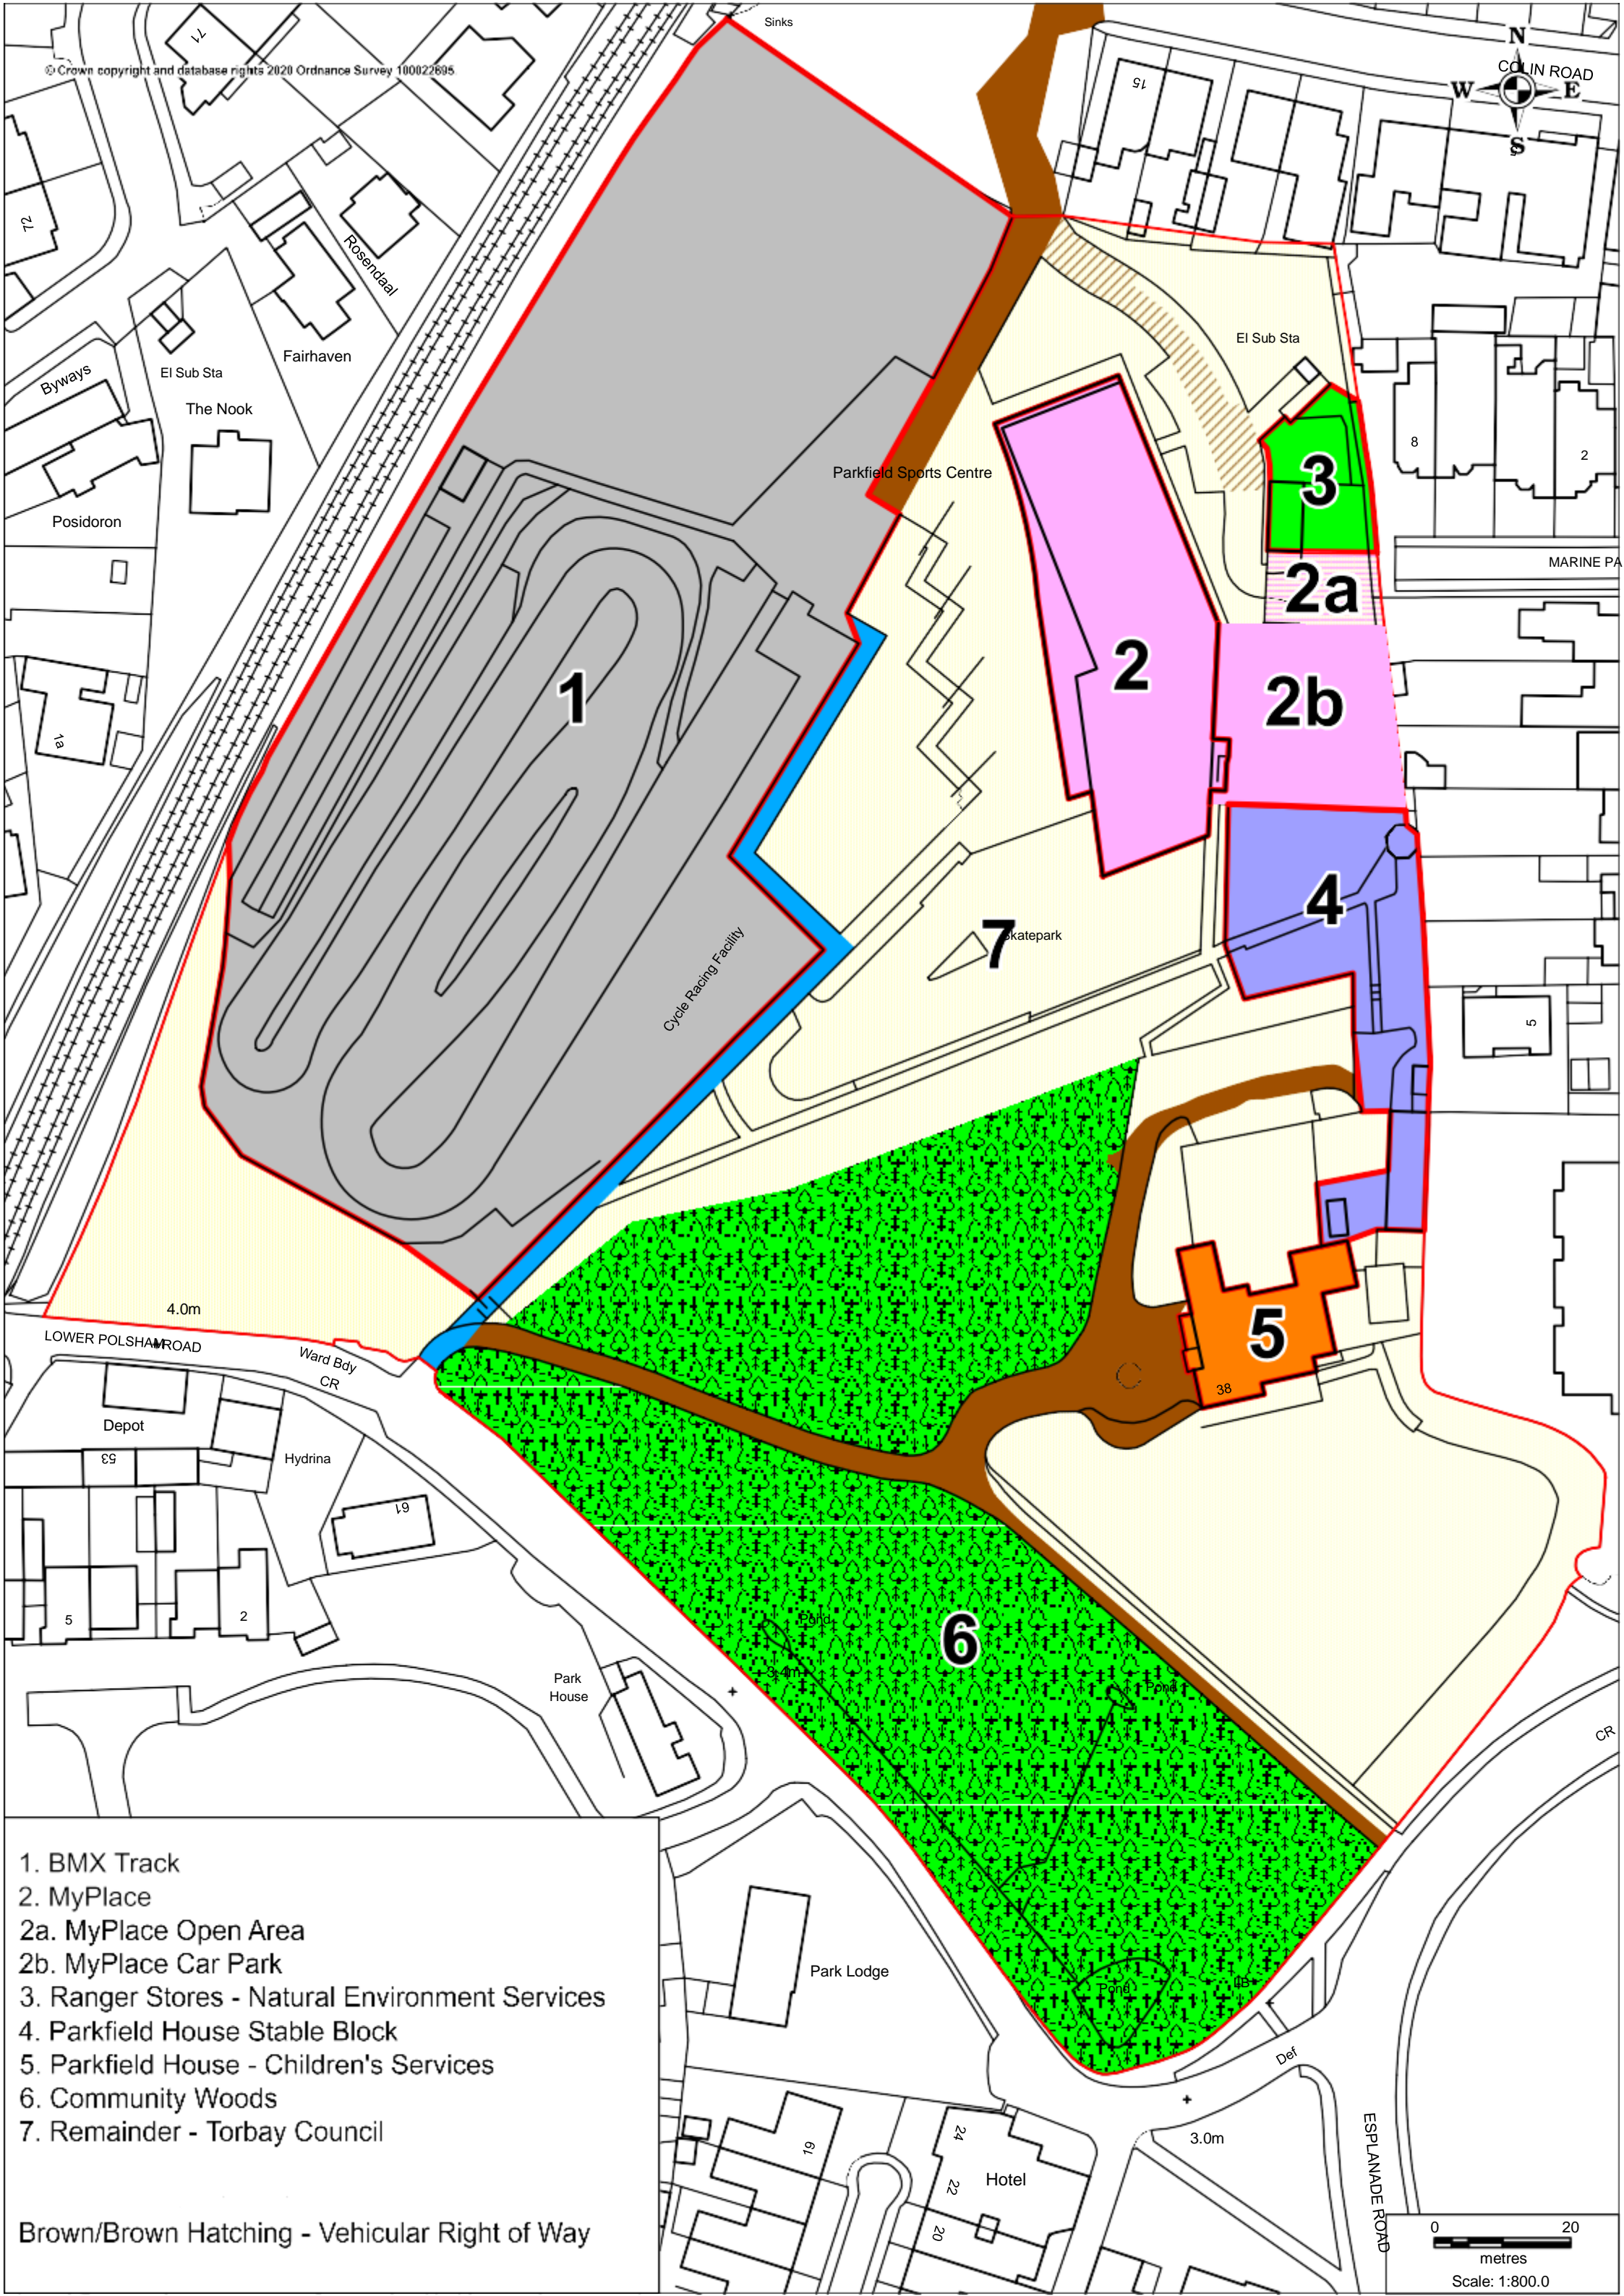 Sinks
N
71
COLIN ROAD
© Crown copyright and database rights 2020 Ordnance Survey 100022695
W
E
S
15
5
72
Rosendaal
Fairhaven
El Sub Sta
Byways
El Sub Sta
The Nook
8
2
Parkfield Sports Centre
3
Posidoron
MARINE PA
2a
2
1
2b
1a
4
7
Skatepark
Cycle Racing Facility
5
4.0m
5
LOWER POLSHAM ROAD
Ward Bdy
CR
38
Depot
53
Hydrina
61
5
2
Pond
6
3.4m
Park
House
Pond
CR
1. BMX Track
2. MyPlace
2a. MyPlace Open Area
2b. MyPlace Car Park
3. Ranger Stores - Natural Environment Services
4. Parkfield House Stable Block
5. Parkfield House - Children's Services
6. Community Woods
7. Remainder - Torbay Council
Brown/Brown Hatching - Vehicular Right of Way
Park Lodge
Pond
LB
Def
3.0m
ESPLANADE ROAD
19
24
22
20
Hotel
0
20
metres
Scale: 1:800.0